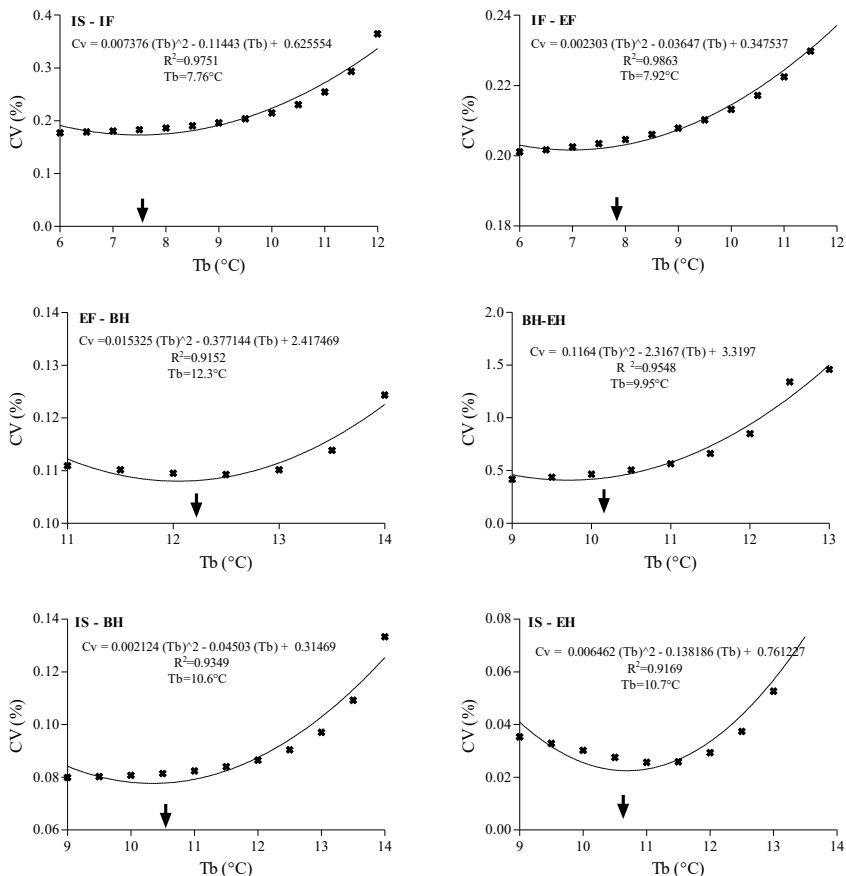 IS - IF
Cv = 0.007376 (Tb)^2 - 0.11443 (Tb) + 0.625554
R²=0.9751
Tb=7.76°C
CV (%)
0.4
0.3
0.2
0.1
0.0
6 7 8 9 10 11 12
Tb (°C)
IF - EF
Cv = 0.002303 (Tb)^2 - 0.03647 (Tb) + 0.347537
R²=0.9863
Tb=7.92°C
CV (%)
0.24
0.22
0.20
0.18
6 7 8 9 10 11 12
Tb (°C)
EF - BH
Cv =0.015325 (Tb)^2 - 0.377144 (Tb) + 2.417469
R²=0.9152
Tb=12.3°C
CV (%)
0.14
0.13
0.12
0.11
0.10
11 12 13 14
Tb (°C)
BH-EH
Cv = 0.1164 (Tb)^2 - 2.3167 (Tb) + 3.3197
R ²=0.9548
Tb=9.95°C
CV (%)
2.0
1.5
1.0
0.5
0.0
9 10 11 12 13
Tb (°C)
IS - BH
Cv = 0.002124 (Tb)^2 - 0.04503 (Tb) + 0.31469
R²=0.9349
Tb=10.6°C
CV (%)
0.14
0.12
0.10
0.08
0.06
9 10 11 12 13 14
Tb (°C)
IS - EH
Cv = 0.006462 (Tb)^2 - 0.138186 (Tb) + 0.761227
R²=0.9169
Tb=10.7°C
CV (%)
0.08
0.06
0.04
0.02
0.00
9 10 11 12 13 14
Tb (°C)